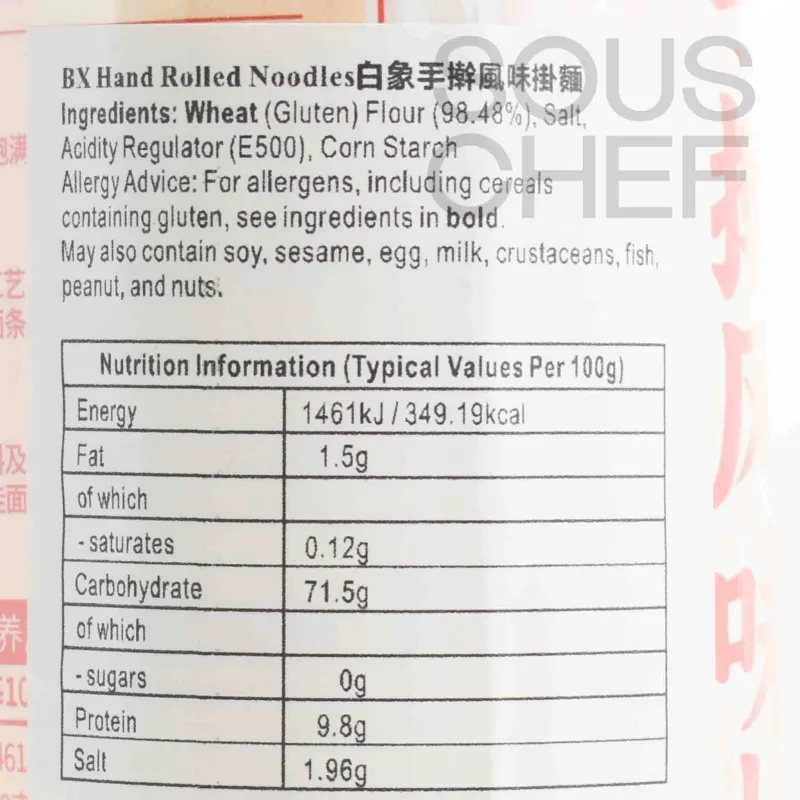 SOUS
CHEF
BX Hand Rolled Noodles白象手擀風味掛麵
Ingredients: Wheat (Gluten) Flour (98.48%), Salt,
Acidity Regulator (E500), Corn Starch
Allergy Advice: For allergens, including cereals
containing gluten, see ingredients in bold.
May also contain soy, sesame, egg, milk, crustaceans, fish,
peanut, and nuts.
Nutrition Information (Typical Values Per 100g)
Energy 1461kJ / 349.19kcal
Fat 1.5g
of which
- saturates 0.12g
Carbohydrate 71.5g
of which
- sugars 0g
Protein 9.8g
Salt 1.96g
风味